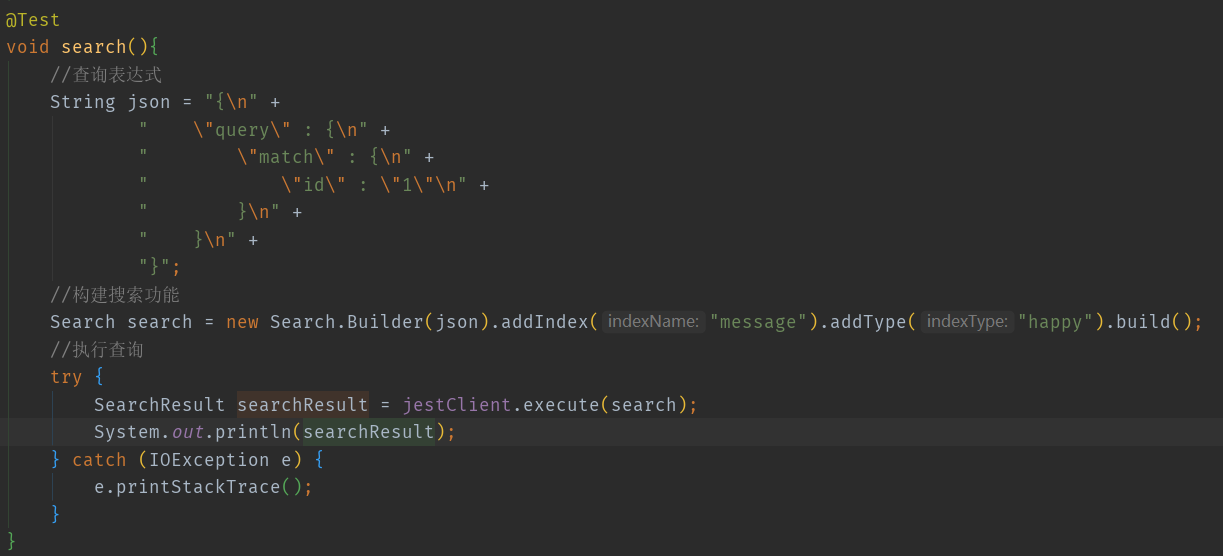 @Test
void search(){
    //查询表达式
    String json = "{\n" +
            "    \"query\" : {\n" +
            "        \"match\" : {\n" +
            "            \"id\" : \"1\"\n" +
            "        }\n" +
            "    }\n" +
            "}";
    //构建搜索功能
    Search search = new Search.Builder(json).addIndex( indexName: "message").addType( indexType: "happy").build();
    //执行查询
    try {
        SearchResult searchResult = jestClient.execute(search);
        System.out.println(searchResult);
    } catch (IOException e) {
        e.printStackTrace();
    }
}